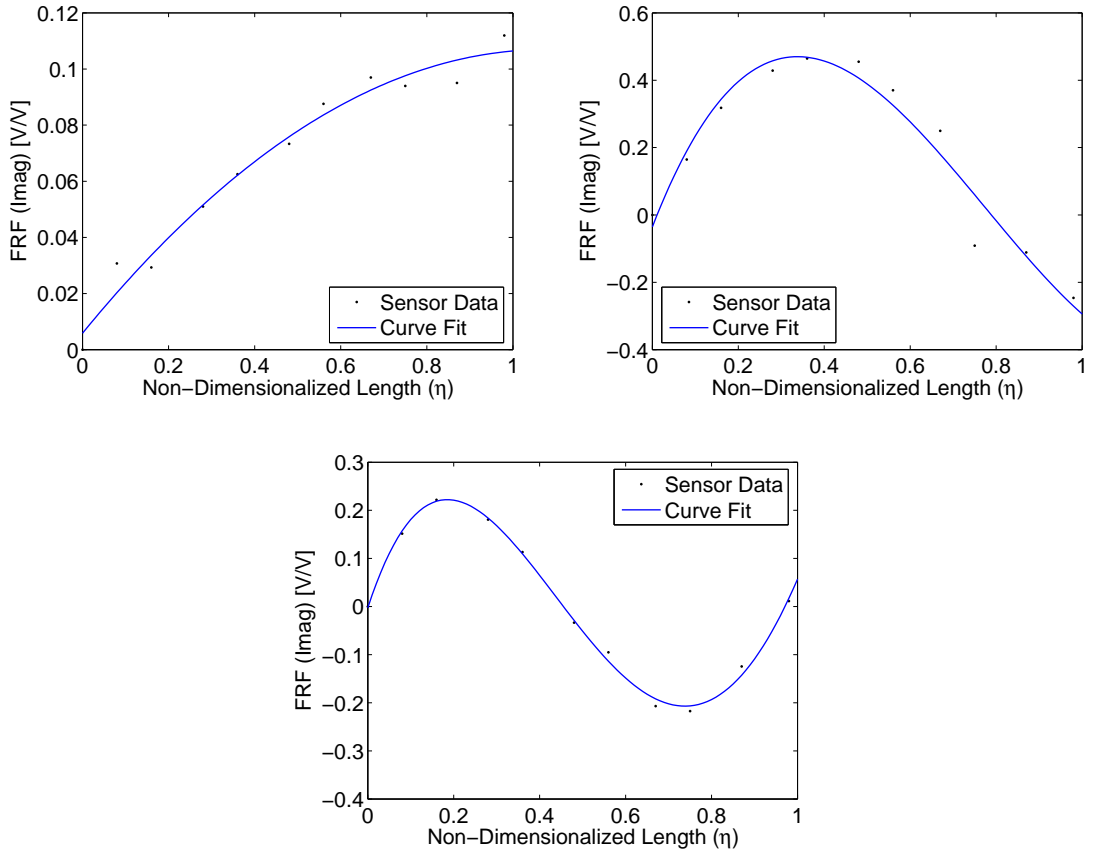 0.12
0.1
0.08
0.06
0.04
0.02
0
FRF (Imag) [V/V]
Sensor Data
Curve Fit
0 0.2 0.4 0.6 0.8 1
Non−Dimensionalized Length (η)
0.6
0.4
0.2
0
−0.2
−0.4
FRF (Imag) [V/V]
Sensor Data
Curve Fit
0 0.2 0.4 0.6 0.8 1
Non−Dimensionalized Length (η)
0.3
0.2
0.1
0
−0.1
−0.2
−0.3
−0.4
FRF (Imag) [V/V]
Sensor Data
Curve Fit
0 0.2 0.4 0.6 0.8 1
Non−Dimensionalized Length (η)